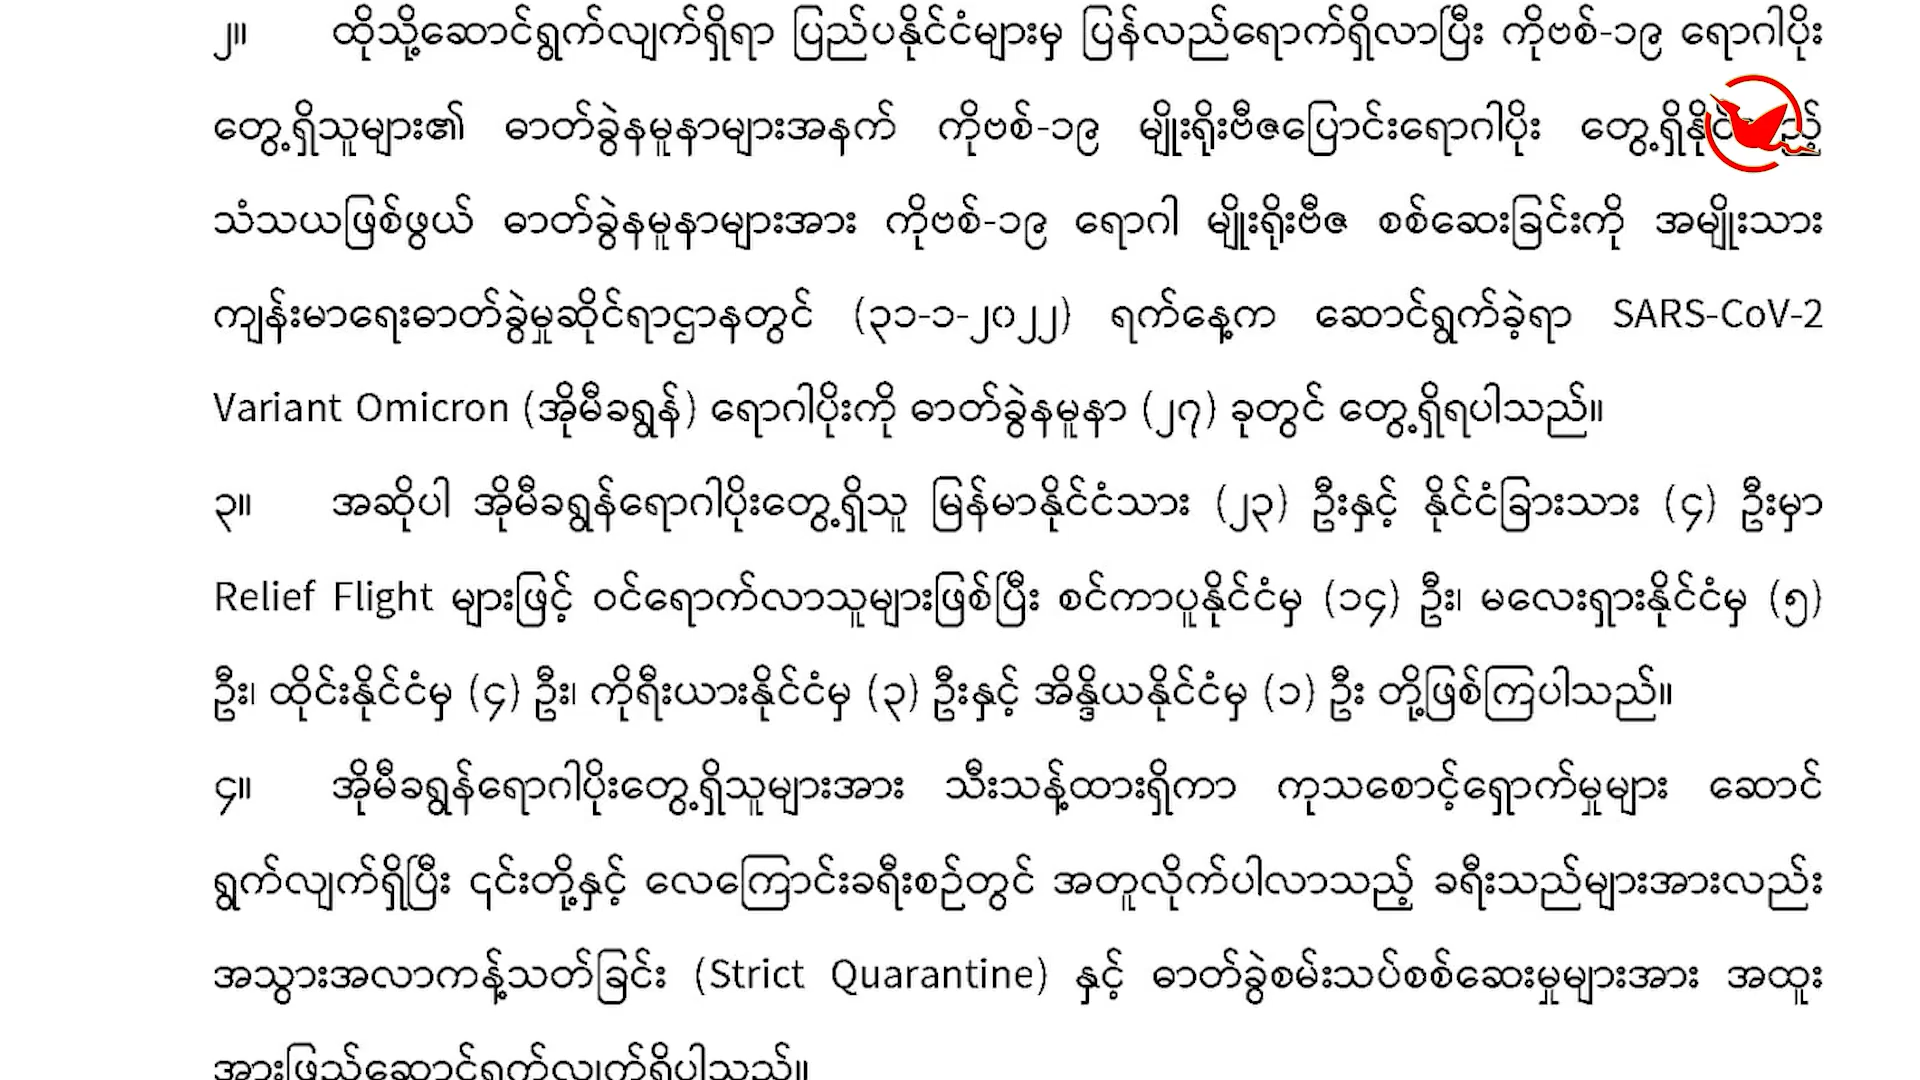 ၂။ ထိုသို့ဆောင်ရွက်လျက်ရှိရာ ပြည်ပနိုင်ငံများမှ ပြန်လည်ရောက်ရှိလာပြီး ကိုဗစ်-၁၉ ရောဂါပိုး
တွေ့ရှိသူများ၏ ဓာတ်ခွဲနမူနာများအနက် ကိုဗစ်-၁၉ မျိုးရိုးဗီဇပြောင်းရောဂါပိုး
သံသယဖြစ်ဖွယ် ဓာတ်ခွဲနမူနာများအား ကိုဗစ်-၁၉ ရောဂါ မျိုးရိုးဗီဇ စစ်ဆေးခြင်းကို အမျိုးသား
ကျန်းမာရေးဓာတ်ခွဲမှုဆိုင်ရာဌာနတွင် (၃၁-၁-၂၀၂၂) ရက်နေ့က ဆောင်ရွက်ခဲ့ရာ SARS-CoV-2
Variant Omicron (အိုမီခရွန်) ရောဂါပိုးကို ဓာတ်ခွဲနမူနာ (၂၇) ခုတွင် တွေ့ရှိရပါသည်။
၃။ အဆိုပါ အိုမီခရွန်ရောဂါပိုးတွေ့ရှိသူ မြန်မာနိုင်ငံသား (၂၃) ဦးနှင့် နိုင်ငံခြားသား (၄) ဦးမှာ
Relief Flight များဖြင့် ဝင်ရောက်လာသူများဖြစ်ပြီး စင်ကာပူနိုင်ငံမှ (၁၄) ဦး၊ မလေးရှားနိုင်ငံမှ (၅)
ဦး၊ ထိုင်းနိုင်ငံမှ (၄) ဦး၊ ကိုရီးယားနိုင်ငံမှ (၃) ဦးနှင့် အိန္ဒိယနိုင်ငံမှ (၁) ဦး တို့ဖြစ်ကြပါသည်။
၄။ အိုမီခရွန်ရောဂါပိုးတွေ့ရှိသူများအား သီးသန့်ထားရှိကာ ကုသစောင့်ရှောက်မှုများ ဆောင်
ရွက်လျက်ရှိပြီး ၎င်းတို့နှင့် လေကြောင်းခရီးစဉ်တွင် အတူလိုက်ပါလာသည့် ခရီးသည်များအားလည်း
အသွားအလာကန့်သတ်ခြင်း (Strict Quarantine) နှင့် ဓာတ်ခွဲစမ်းသပ်စစ်ဆေးမှုများအား အထူး
အားဖြည့်ဆောင်ရွက်လျက်ရှိပါသည်။